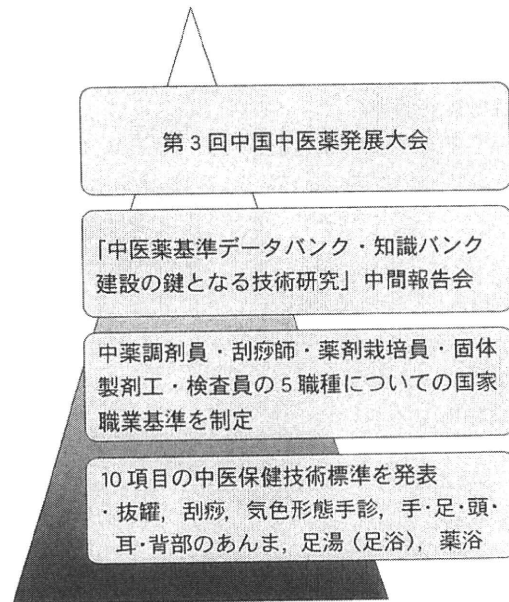 第3回中国中医薬発展大会
「中医薬基準データバンク・知識バンク
建設の鍵となる技術研究」中間報告会
中薬調剤員・刮痧師・薬剤栽培員・固体
製剤工・検査員の5職種についての国家
職業基準を制定
10項目の中医保健技術標準を発表
・抜罐，刮痧，気色形態手診，手・足・頭・
耳・背部のあんま，足湯（足浴），薬浴